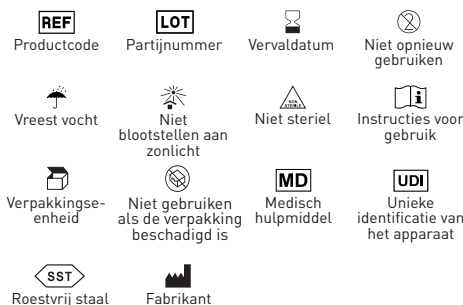 REF
Productcode
LOT
Partijnummer
Vervaldatum
2
Niet opnieuw
gebruiken
Vreest vocht
Niet
blootstellen aan
zonlicht
NON
STERILE
Niet steriel
i
Instructies voor
gebruik
Verpakkingse-
enheid
Niet gebruiken
als de verpakking
beschadigd is
MD
Medisch
hulpmiddel
UDI
Unieke
identificatie van
het apparaat
SST
Roestvrij staal
Fabrikant